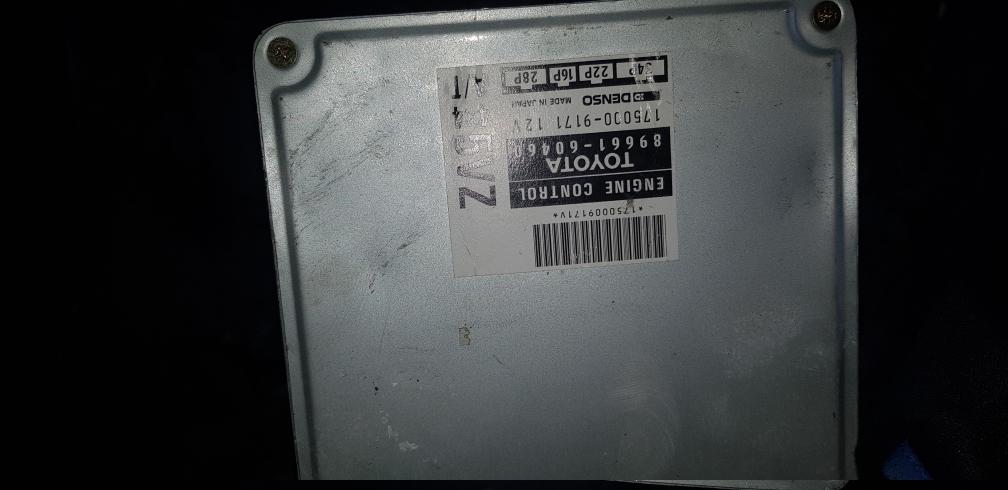 *1750009171V*
ENGINE CONTROL
TOYOTA
89661-60460
175000-9171 12V
DENSO MADE IN JAPAN
34P 22P 16P 28P
5VZ
A/T